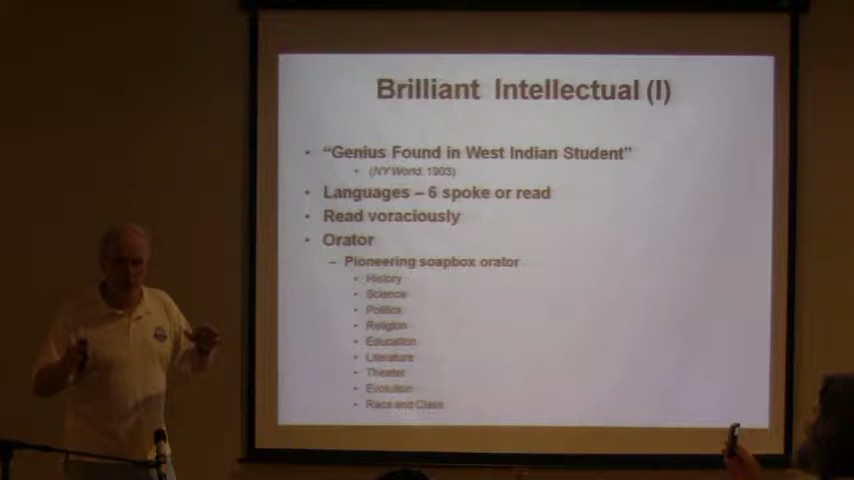 Brilliant Intellectual (I)
• "Genius Found in West Indian Student"
• (NY World, 1903)
• Languages – 6 spoke or read
• Read voraciously
• Orator
– Pioneering soapbox orator
• History
• Science
• Politics
• Religion
• Education
• Literature
• Theater
• Evolution
• Race and Class